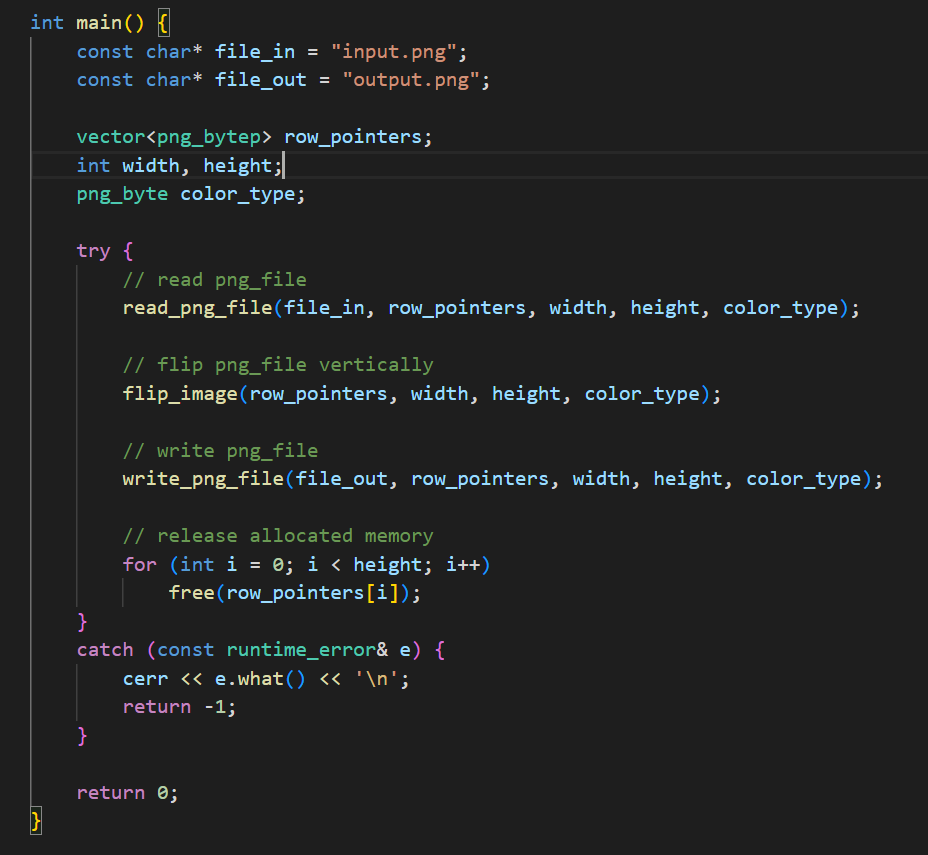 int main() {
    const char* file_in = "input.png";
    const char* file_out = "output.png";

    vector<png_bytep> row_pointers;
    int width, height;
    png_byte color_type;

    try {
        // read png_file
        read_png_file(file_in, row_pointers, width, height, color_type);

        // flip png_file vertically
        flip_image(row_pointers, width, height, color_type);

        // write png_file
        write_png_file(file_out, row_pointers, width, height, color_type);

        // release allocated memory
        for (int i = 0; i < height; i++)
            free(row_pointers[i]);
    }
    catch (const runtime_error& e) {
        cerr << e.what() << '\n';
        return -1;
    }

    return 0;
}